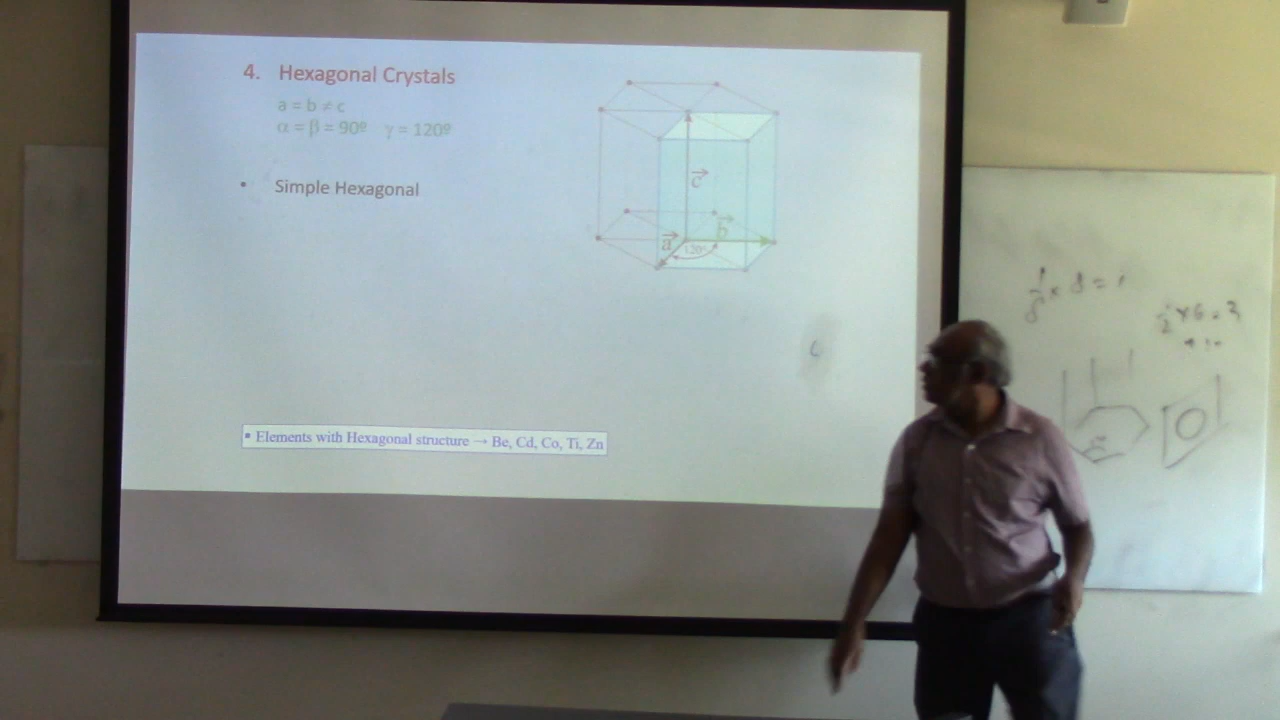 4. Hexagonal Crystals
a = b ≠ c
α = β = 90º γ = 120º
• Simple Hexagonal
c
a
b
120º
▪ Elements with Hexagonal structure → Be, Cd, Co, Ti, Zn